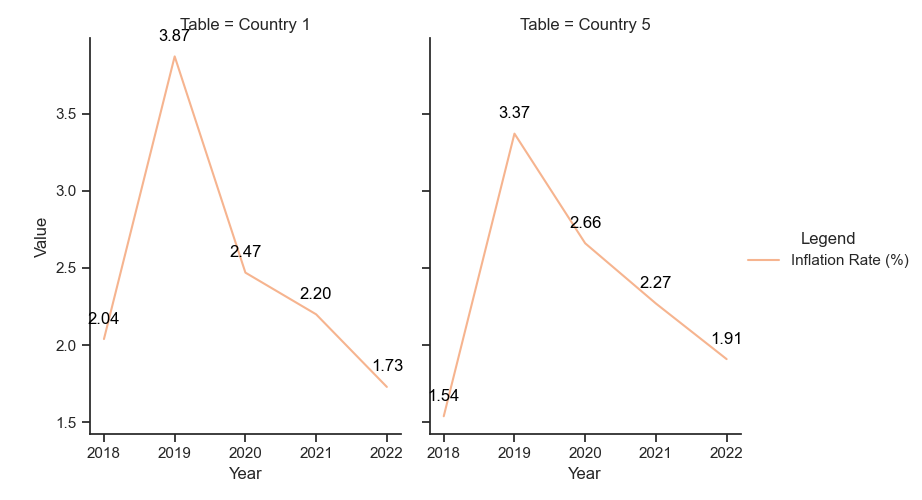 Table = Country 1
Table = Country 5
3.87
3.5
3.37
3.0
Value
2.66
2.47
2.5
2.27
2.20
2.04
2.0
1.91
1.73
1.54
1.5
Legend
Inflation Rate (%)
2018 2019 2020 2021 2022
2018 2019 2020 2021 2022
Year
Year